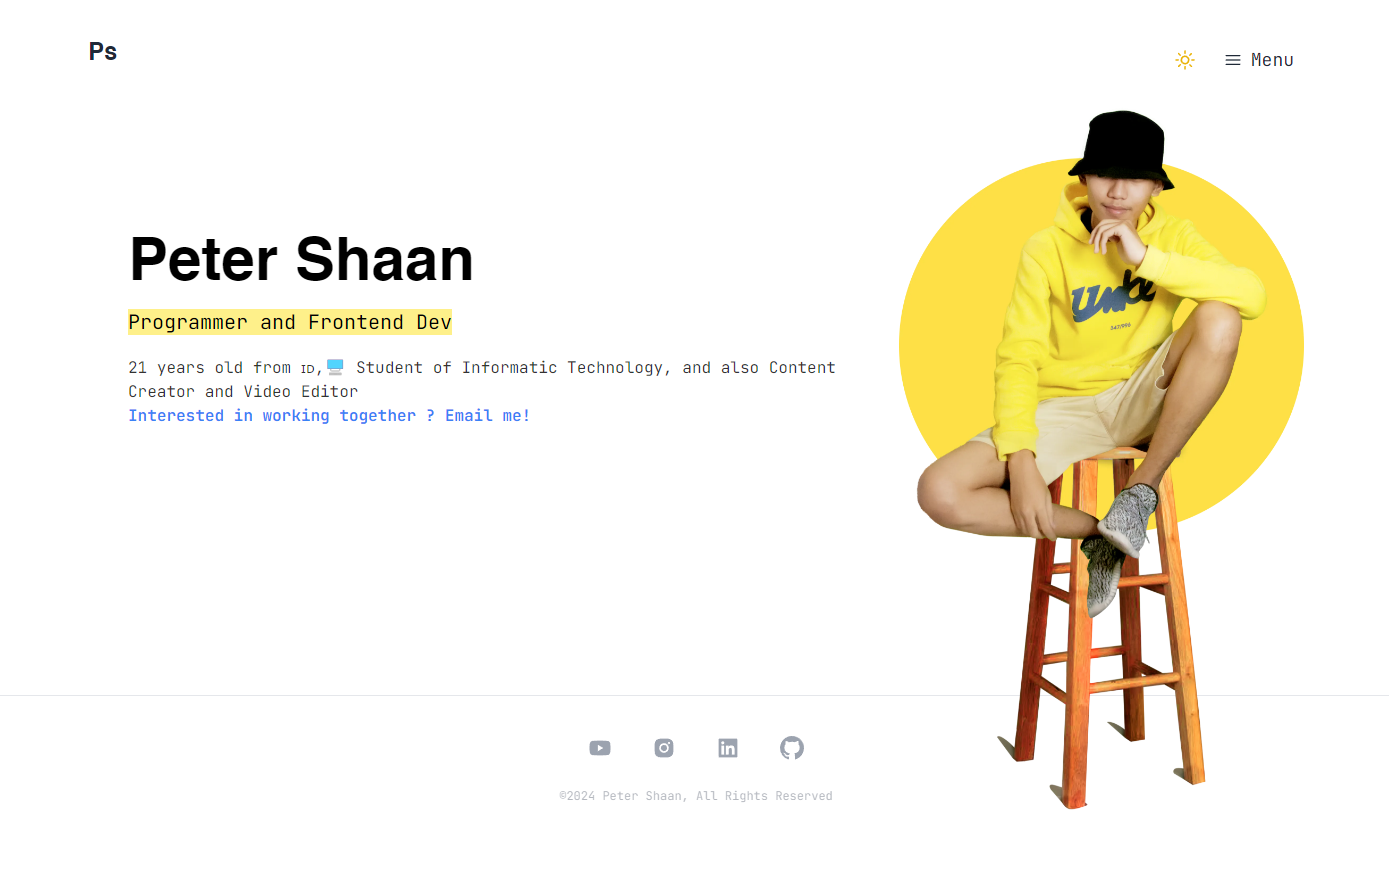 Ps
Menu
Peter Shaan
Programmer and Frontend Dev
21 years old from ID,💻 Student of Informatic Technology, and also Content
Creator and Video Editor
Interested in working together ? Email me!
©2024 Peter Shaan, All Rights Reserved